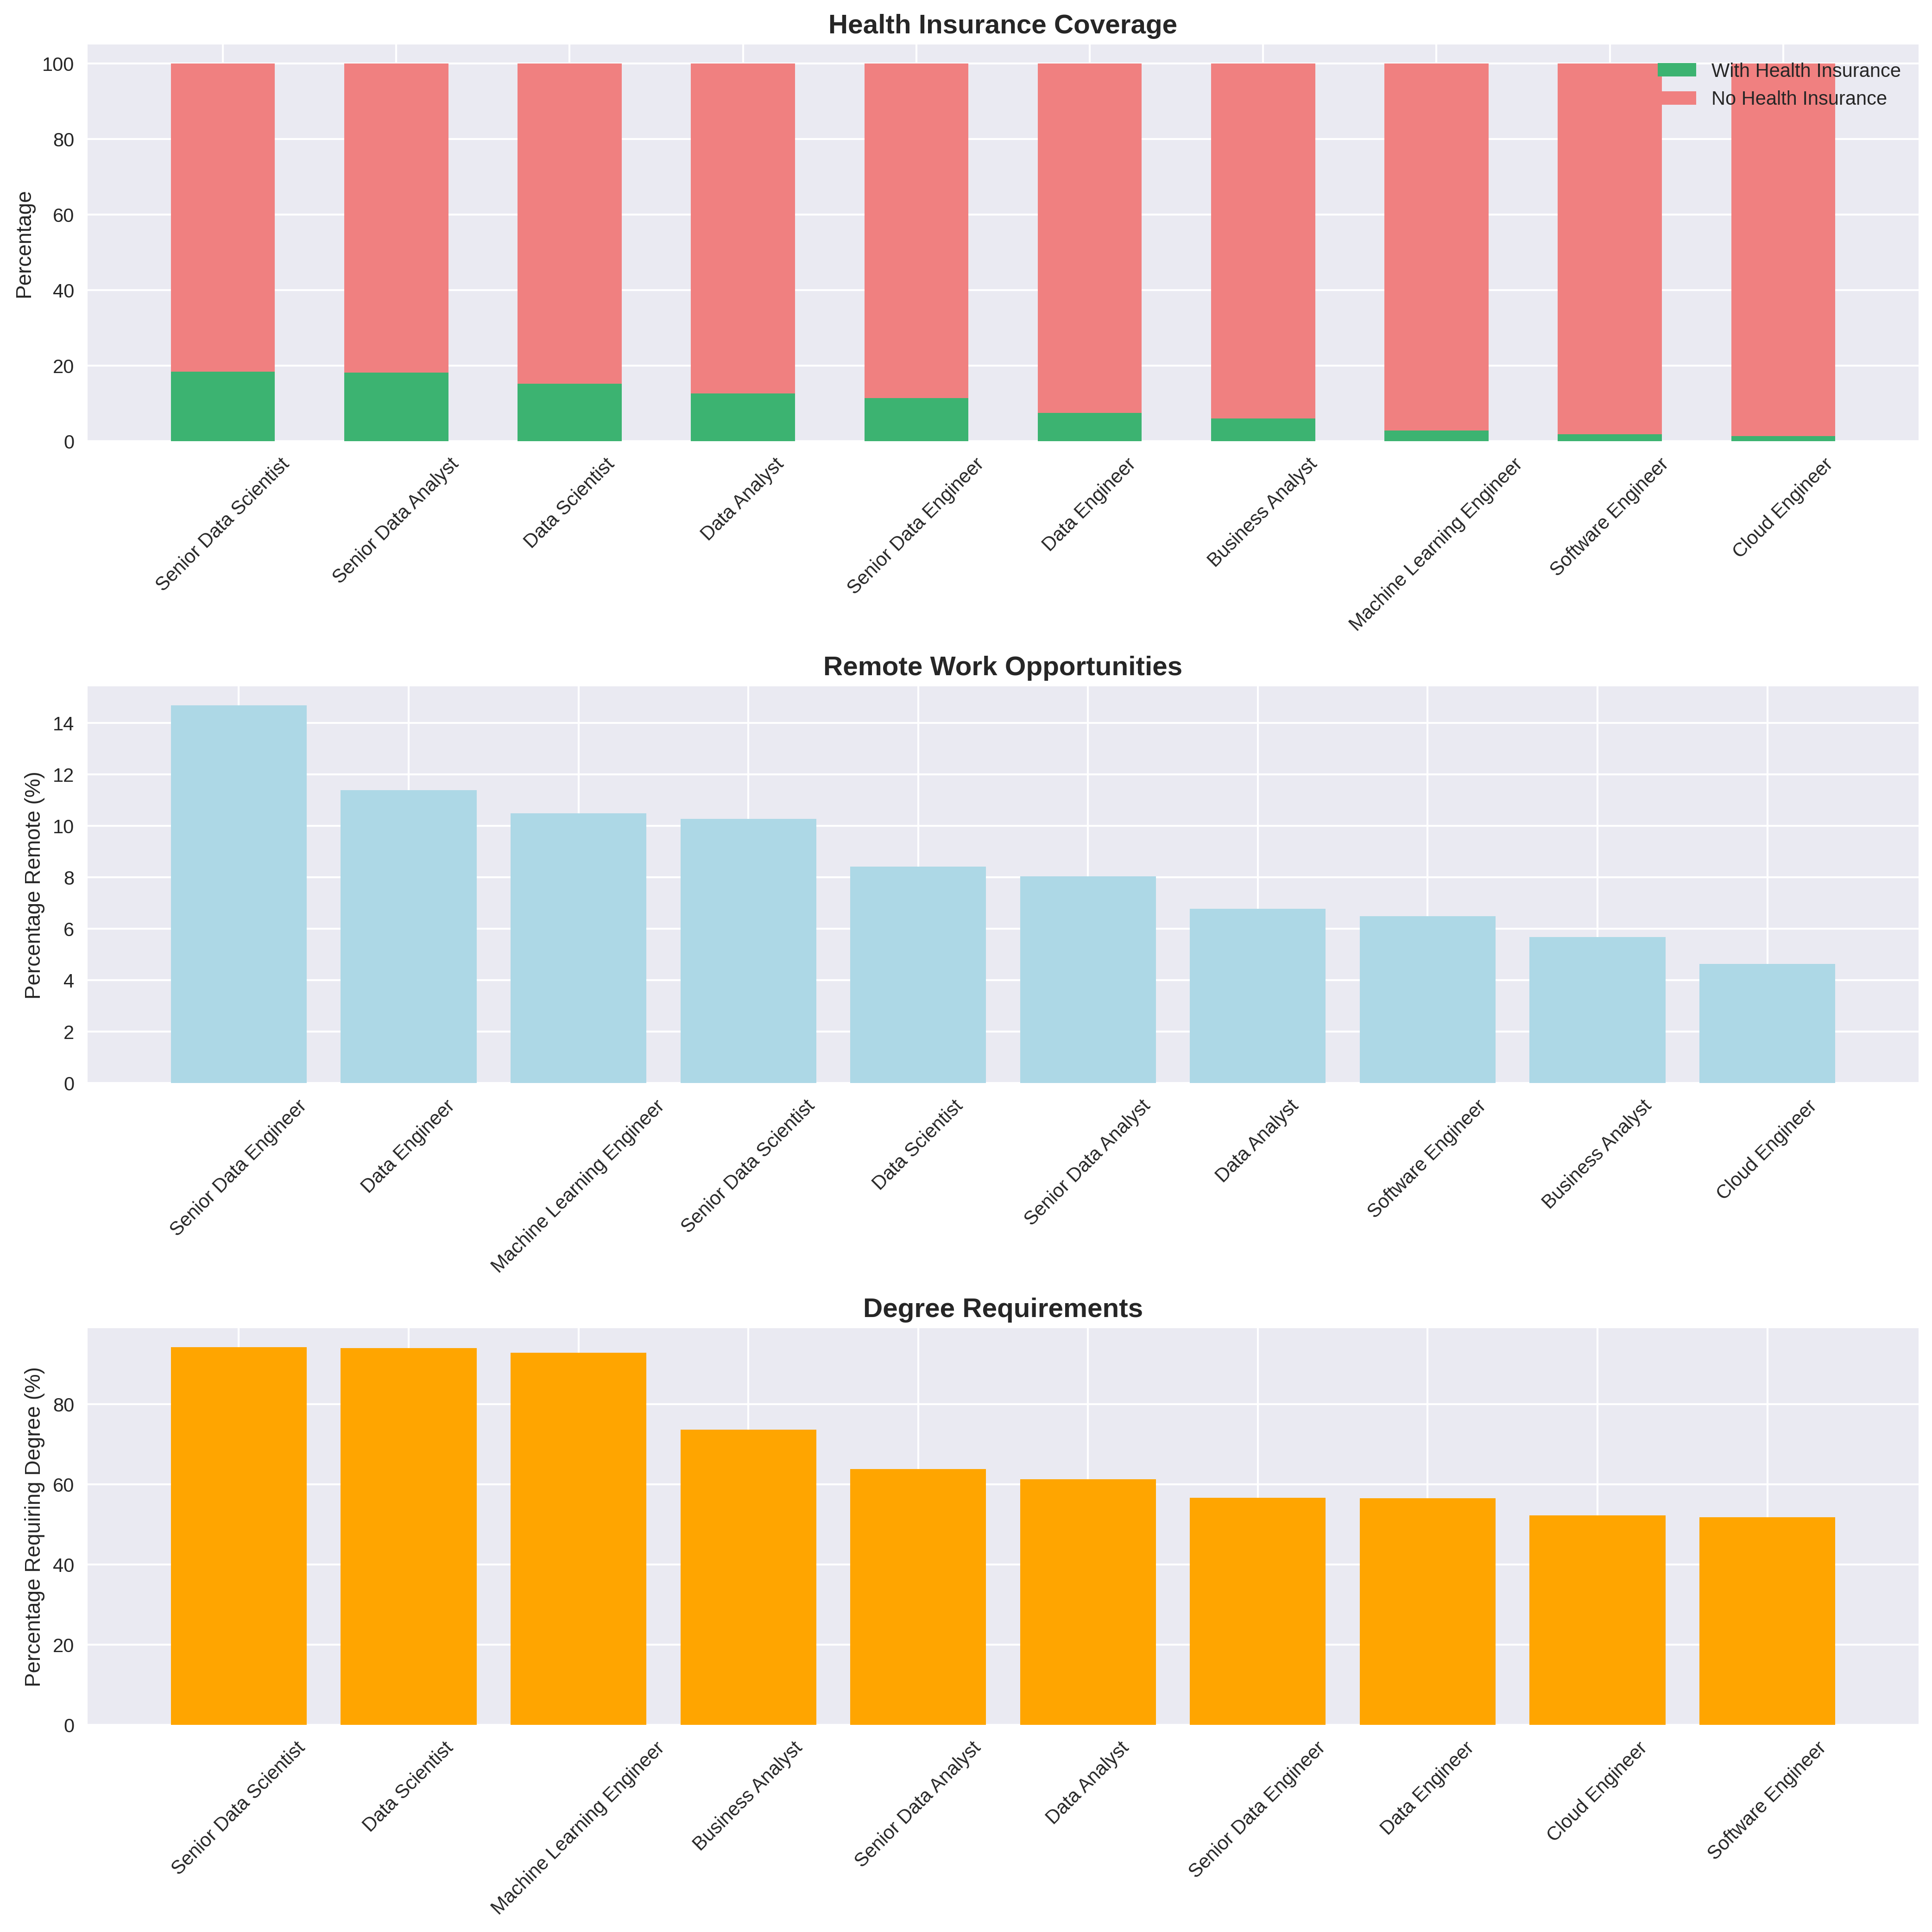 Health Insurance Coverage
Percentage
100
80
60
40
20
0
With Health Insurance
No Health Insurance
Senior Data Scientist
Senior Data Analyst
Data Scientist
Data Analyst
Senior Data Engineer
Data Engineer
Business Analyst
Machine Learning Engineer
Software Engineer
Cloud Engineer
Remote Work Opportunities
Percentage Remote (%)
14
12
10
8
6
4
2
0
Senior Data Engineer
Data Engineer
Machine Learning Engineer
Senior Data Scientist
Data Scientist
Senior Data Analyst
Data Analyst
Software Engineer
Business Analyst
Cloud Engineer
Degree Requirements
Percentage Requiring Degree (%)
80
60
40
20
0
Senior Data Scientist
Data Scientist
Machine Learning Engineer
Business Analyst
Senior Data Analyst
Data Analyst
Senior Data Engineer
Data Engineer
Cloud Engineer
Software Engineer